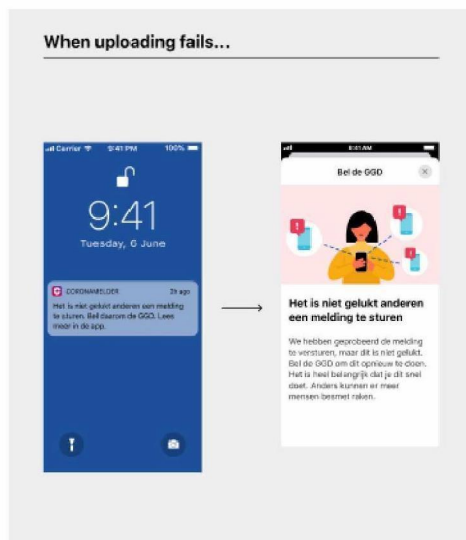 When uploading fails...
Carrier 9:41 PM 100%
9:41
Tuesday, 6 June
CORONAMELDER 2h ago
Het is niet gelukt anderen een melding
te sturen. Bel daarom de GGD. Lees
meer in de app.
9:41 AM
Bel de GGD
Het is niet gelukt anderen
een melding te sturen
We hebben geprobeerd de melding
te versturen, maar dit is niet gelukt.
Bel de GGD om dit opnieuw te doen.
Het is heel belangrijk dat je dit snel
doet. Anders kunnen er meer
mensen besmet raken.